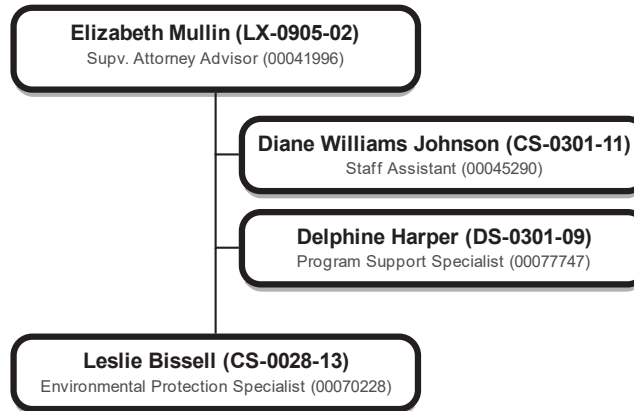 Elizabeth Mullin (LX-0905-02)
Supv. Attorney Advisor (00041996)
Diane Williams Johnson (CS-0301-11)
Staff Assistant (00045290)
Delphine Harper (DS-0301-09)
Program Support Specialist (00077747)
Leslie Bissell (CS-0028-13)
Environmental Protection Specialist (00070228)